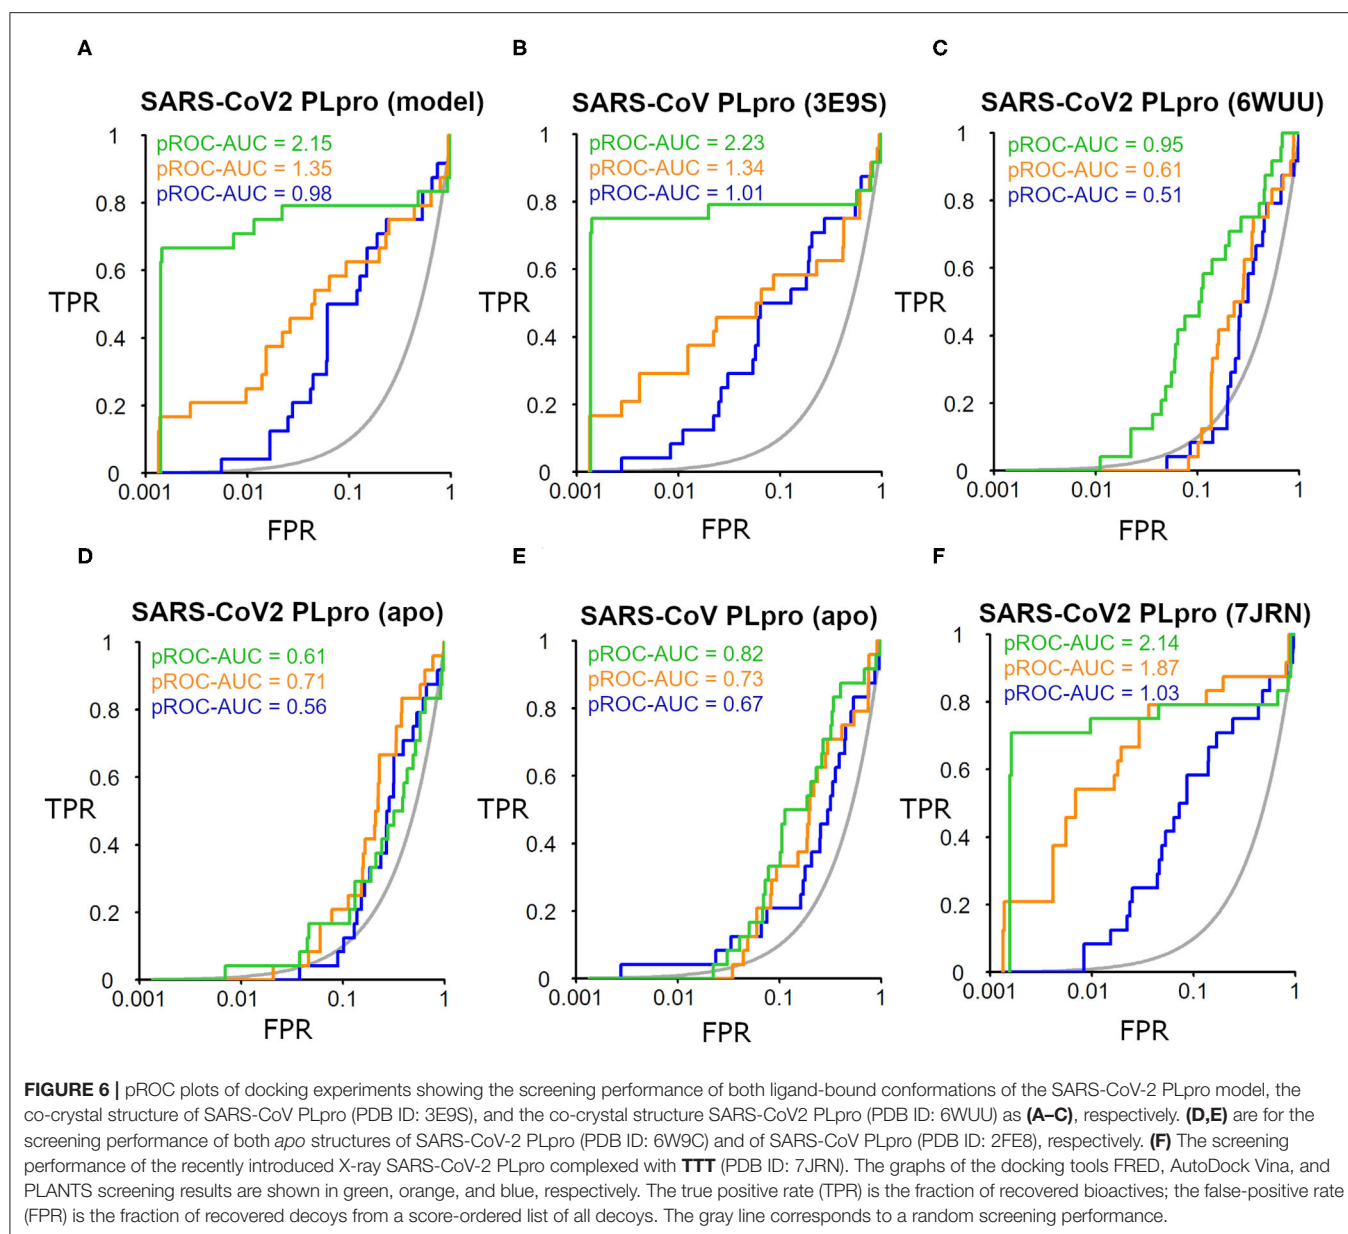 A
SARS-CoV2 PLpro (model)
pROC-AUC = 2.15
pROC-AUC = 1.35
pROC-AUC = 0.98
1
0.8
0.6
TPR
0.4
0.2
0
0.001
0.01
0.1
1
FPR
B
SARS-CoV PLpro (3E9S)
pROC-AUC = 2.23
pROC-AUC = 1.34
pROC-AUC = 1.01
1
0.8
0.6
TPR
0.4
0.2
0
0.001
0.01
0.1
1
FPR
C
SARS-CoV2 PLpro (6WUU)
pROC-AUC = 0.95
pROC-AUC = 0.61
pROC-AUC = 0.51
1
0.8
0.6
TPR
0.4
0.2
0
0.001
0.01
0.1
1
FPR
D
SARS-CoV2 PLpro (apo)
pROC-AUC = 0.61
pROC-AUC = 0.71
pROC-AUC = 0.56
1
0.8
0.6
TPR
0.4
0.2
0
0.001
0.01
0.1
1
FPR
E
SARS-CoV PLpro (apo)
pROC-AUC = 0.82
pROC-AUC = 0.73
pROC-AUC = 0.67
1
0.8
0.6
TPR
0.4
0.2
0
0.001
0.01
0.1
1
FPR
F
SARS-CoV2 PLpro (7JRN)
pROC-AUC = 2.14
pROC-AUC = 1.87
pROC-AUC = 1.03
1
0.8
0.6
TPR
0.4
0.2
0
0.001
0.01
0.1
1
FPR
FIGURE 6 | pROC plots of docking experiments showing the screening performance of both ligand-bound conformations of the SARS-CoV-2 PLpro model, the
co-crystal structure of SARS-CoV PLpro (PDB ID: 3E9S), and the co-crystal structure SARS-CoV2 PLpro (PDB ID: 6WUU) as (A–C), respectively. (D,E) are for the
screening performance of both apo structures of SARS-CoV-2 PLpro (PDB ID: 6W9C) and of SARS-CoV PLpro (PDB ID: 2FE8), respectively. (F) The screening
performance of the recently introduced X-ray SARS-CoV-2 PLpro complexed with TTT (PDB ID: 7JRN). The graphs of the docking tools FRED, AutoDock Vina, and
PLANTS screening results are shown in green, orange, and blue, respectively. The true positive rate (TPR) is the fraction of recovered bioactives; the false-positive rate
(FPR) is the fraction of recovered decoys from a score-ordered list of all decoys. The gray line corresponds to a random screening performance.